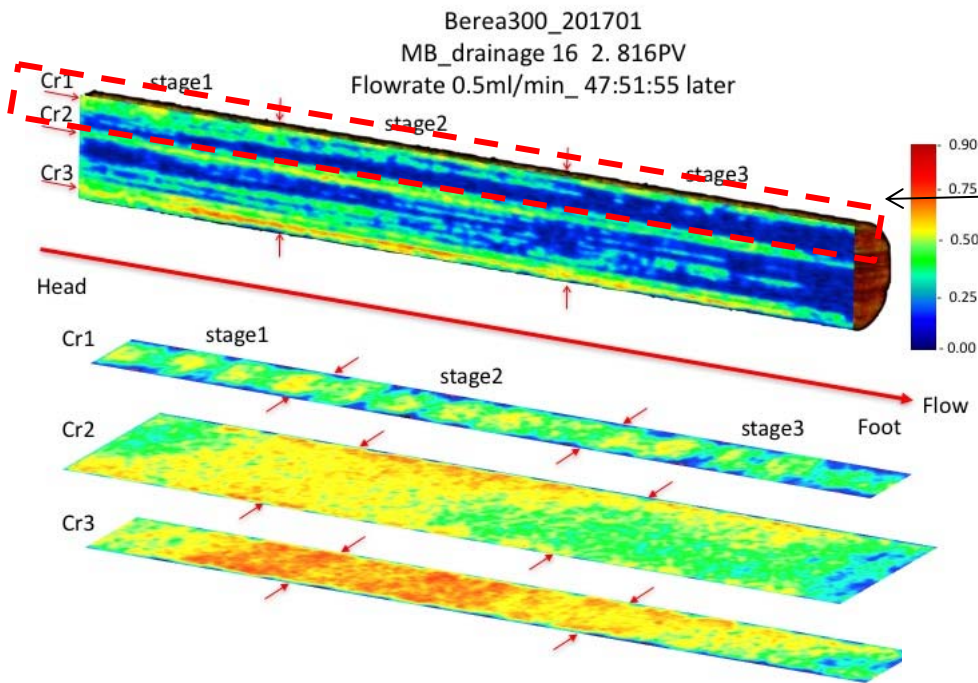 Berea300_201701
MB_drainage 16 2. 816PV
Flowrate 0.5ml/min_ 47:51:55 later
Cr1
stage1
Cr2
stage2
Cr3
stage3
0.90
0.75
0.50
0.25
0.00
Head
Flow
Foot
Cr1
stage1
stage2
stage3
Cr2
Cr3